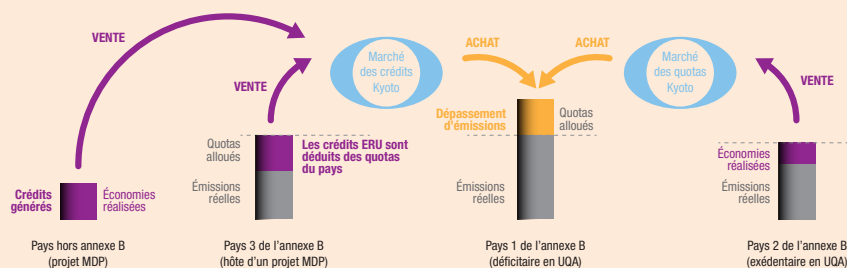 VENTE
Marché
des crédits
Kyoto
ACHAT
ACHAT
Marché
des quotas
Kyoto
VENTE
VENTE
Crédits
générés
Économies
réalisées
Pays hors annexe B
(projet MDP)
Quotas
alloués
Les crédits ERU sont
déduits des quotas
du pays
Émissions
réelles
Pays 3 de l'annexe B
(hôte d'un projet MDP)
Dépassement
d'émissions
Quotas
alloués
Émissions
réelles
Pays 1 de l'annexe B
(déficitaire en UQA)
Économies
réalisées
Émissions
réelles
Pays 2 de l'annexe B
(exédentaire en UQA)